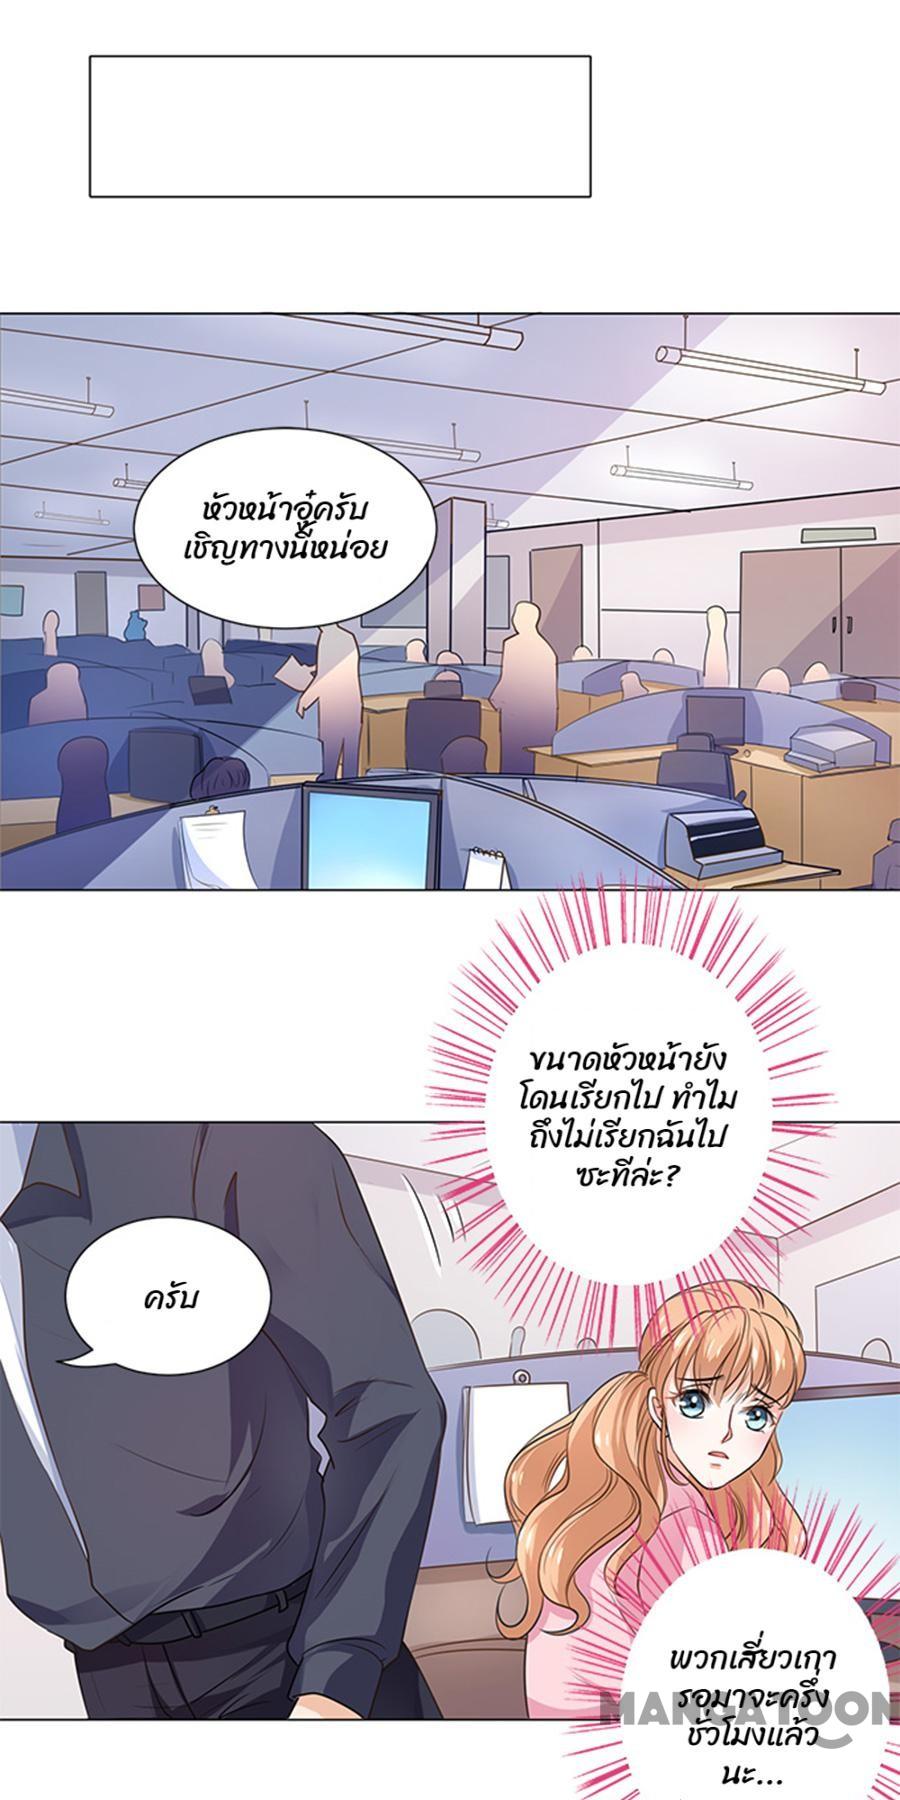 หัวหน้าอู๋ครับ
เชิญทางนี้หน่อย
ขนาดหัวหน้ายัง
โดนเรียกไป ทำไม
ถึงไม่เรียกฉันไป
ซะทีล่ะ?
ครับ
พวกเสี่ยวเกา
รอมาจะครึ่ง
ชั่วโมงแล้ว
นะ...
MANGATOON